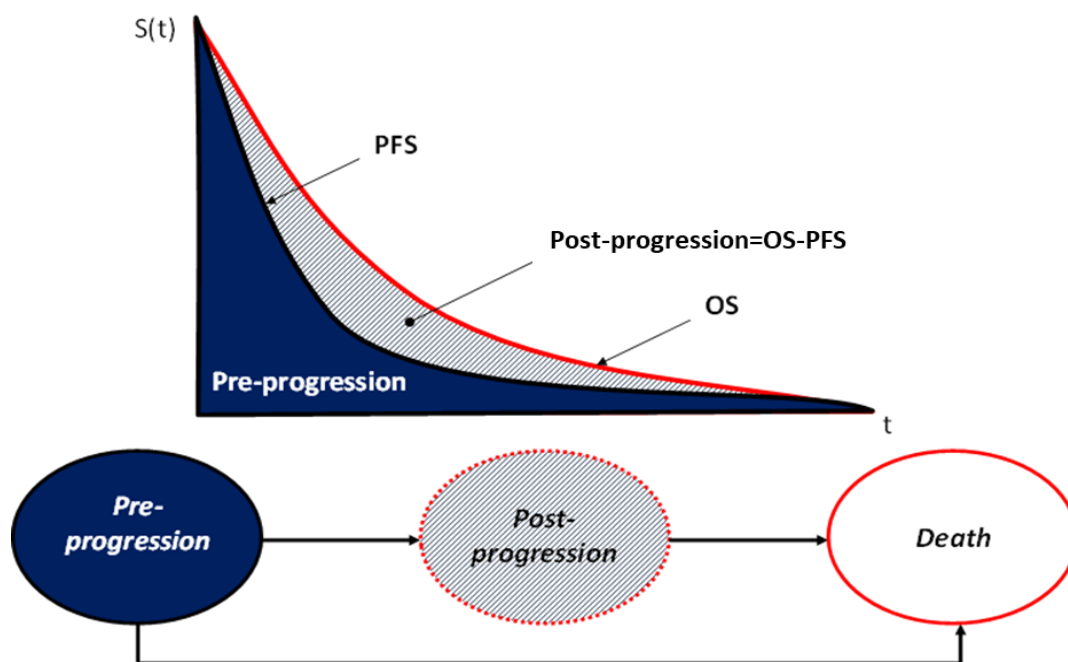 S(t)
PFS
Post-progression=OS-PFS
OS
Pre-progression
t
Pre-
progression
Post-
progression
Death